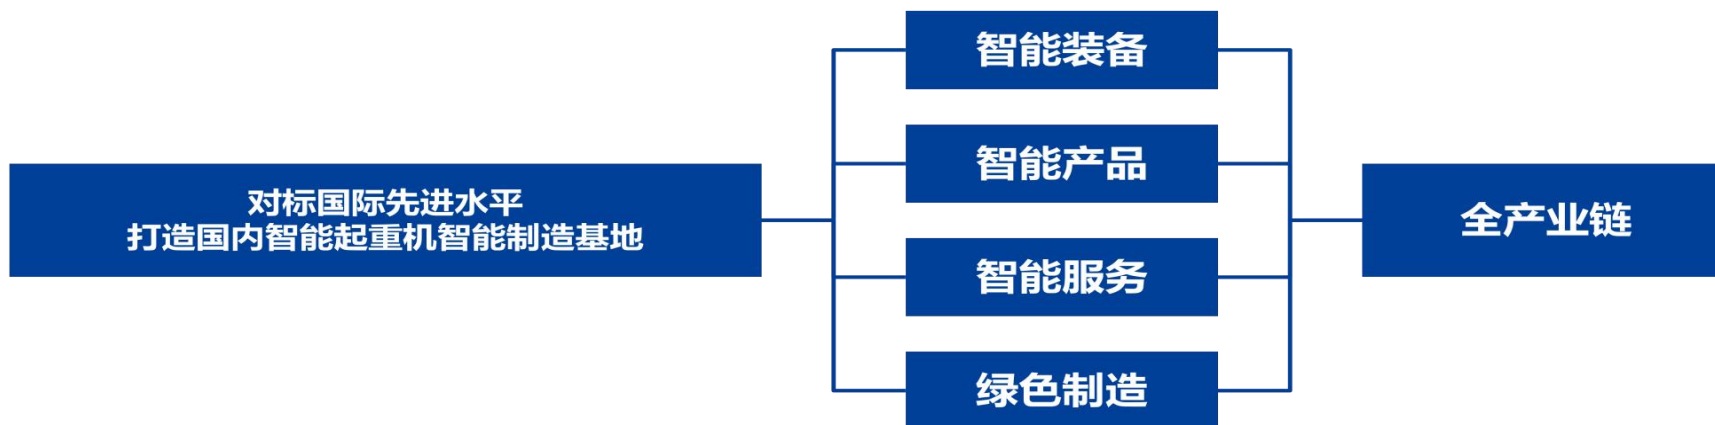 对标国际先进水平
打造国内智能起重机智能制造基地
智能装备
智能产品
智能服务
绿色制造
全产业链